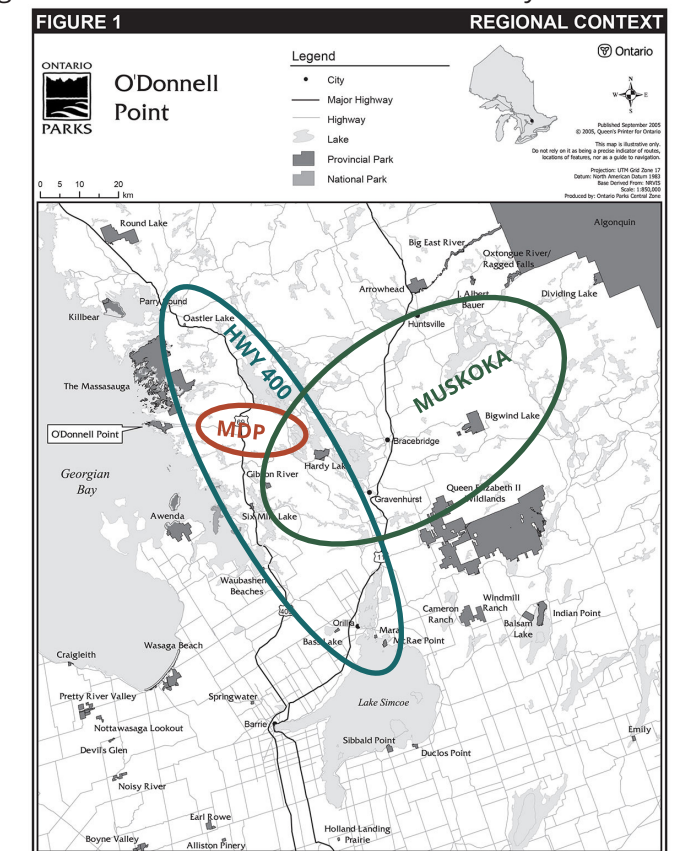 FIGURE 1
REGIONAL CONTEXT
ONTARIO
PARKS
O'Donnell
Point
Legend
City
Major Highway
Highway
Lake
Provincial Park
National Park
Ontario
N
W
E
S
Published September 2005
© 2005, Queen's Printer for Ontario
This map is illustrative only.
Do not rely on it as being a precise indicator of routes,
locations of features, nor as a guide to navigation.
Projection: UTM Grid Zone 17
Datum: North American Datum 1983
Base Derived From: NRVIS
Scale: 1:850,000
Produced by: Ontario Parks Central Zone
0 5 10 20
km
Round Lake
Algonquin
Big East River
Oxtongue River/
Ragged Falls
Arrowhead
J. Albert
Bauer
Dividing Lake
Parry Sound
Killbear
Oastler Lake
Huntsville
HWY 400
MUSKOKA
The Massasauga
Bigwind Lake
69
MDP
O'Donnell Point
Bracebridge
Hardy Lake
Gibson River
Georgian
Bay
Queen Elizabeth II
Wildlands
Gravenhurst
Awenda
Six Mile Lake
11
Waubashene
Beaches
400
Windmill
Ranch
Cameron
Ranch
Indian Point
Balsam
Lake
Orillia
Mara
Bass Lake
McRae Point
Wasaga Beach
Craigleith
Pretty River Valley
Springwater
Lake Simcoe
Nottawasaga Lookout
Barrie
Emily
Devil's Glen
Sibbald Point
Duclos Point
Noisy River
Earl Rowe
Holland Landing
Prairie
Boyne Valley
Alliston Pinery